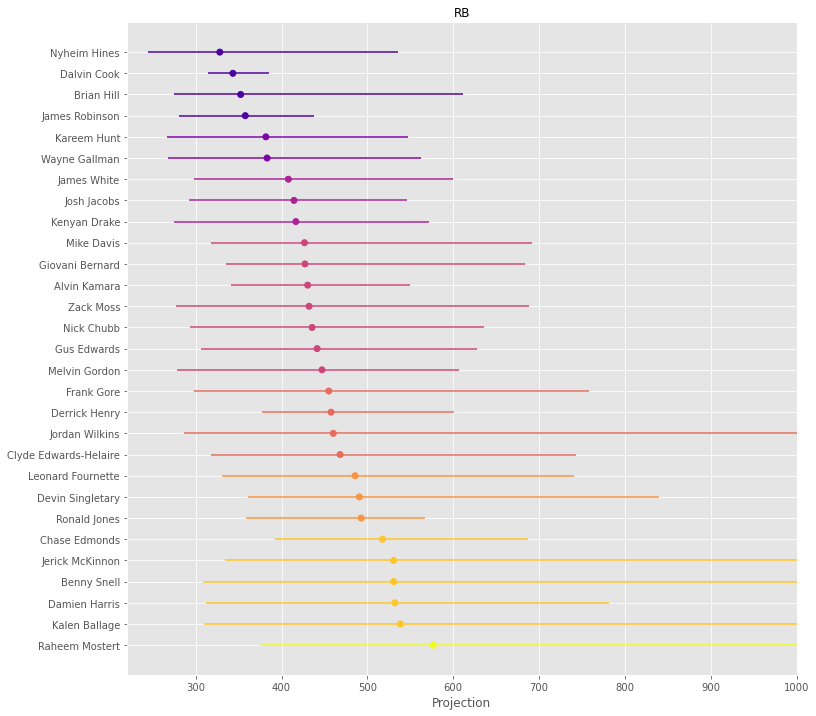 RB
Nyheim Hines
Dalvin Cook
Brian Hill
James Robinson
Kareem Hunt
Wayne Gallman
James White
Josh Jacobs
Kenyan Drake
Mike Davis
Giovani Bernard
Alvin Kamara
Zack Moss
Nick Chubb
Gus Edwards
Melvin Gordon
Frank Gore
Derrick Henry
Jordan Wilkins
Clyde Edwards-Helaire
Leonard Fournette
Devin Singletary
Ronald Jones
Chase Edmonds
Jerick McKinnon
Benny Snell
Damien Harris
Kalen Ballage
Raheem Mostert
300 400 500 600 700 800 900 1000
Projection